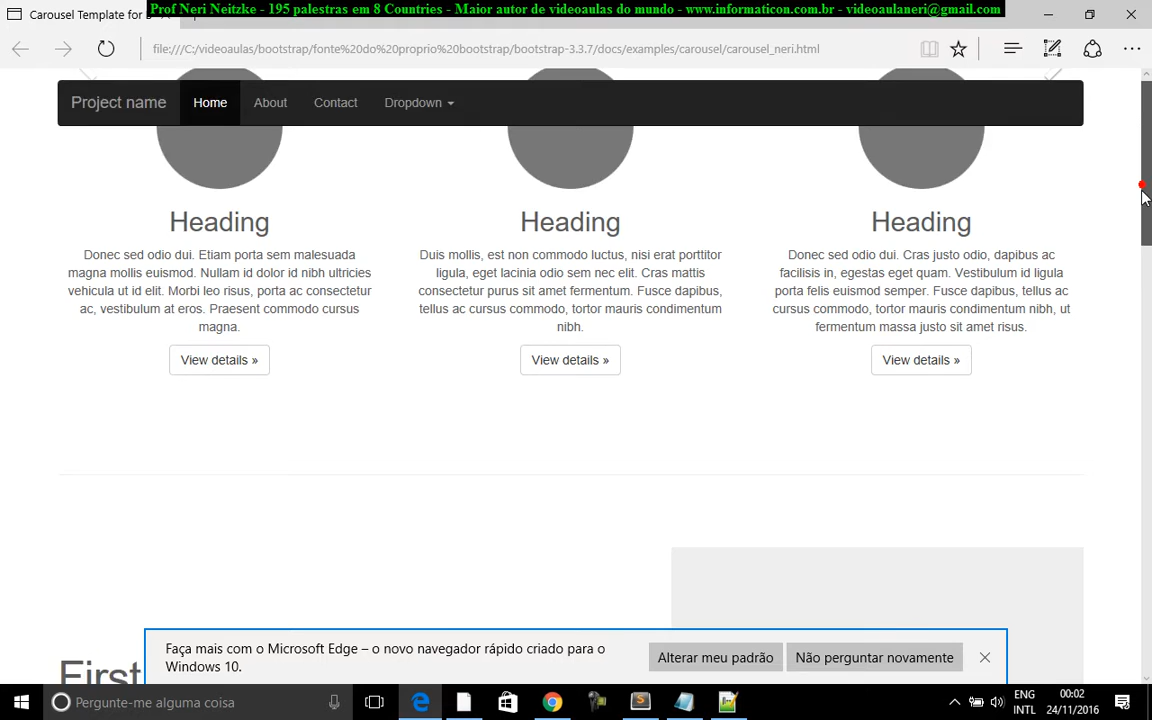 Prof Neri Neitzke - 195 palestras em 8 Countries - Maior autor de videoaulas do mundo - www.informaticon.com.br - videoaulaneri@gmail.com
Carousel Template for B
file:///C:/videoaulas/bootstrap/fonte%20do%20proprio%20bootstrap/bootstrap-3.3.7/docs/examples/carousel/carousel_neri.html
Project name Home About Contact Dropdown
Heading Heading Heading
Donec sed odio dui. Etiam porta sem malesuada
magna mollis euismod. Nullam id dolor id nibh ultricies
vehicula ut id elit. Morbi leo risus, porta ac consectetur
ac, vestibulum at eros. Praesent commodo cursus
magna.
View details »
Duis mollis, est non commodo luctus, nisi erat porttitor
ligula, eget lacinia odio sem nec elit. Cras mattis
consectetur purus sit amet fermentum. Fusce dapibus,
tellus ac cursus commodo, tortor mauris condimentum
nibh.
View details »
Donec sed odio dui. Cras justo odio, dapibus ac
facilisis in, egestas eget quam. Vestibulum id ligula
porta felis euismod semper. Fusce dapibus, tellus ac
cursus commodo, tortor mauris condimentum nibh, ut
fermentum massa justo sit amet risus.
View details »
First
Faça mais com o Microsoft Edge – o novo navegador rápido criado para o
Windows 10.
Alterar meu padrão Não perguntar novamente
Pergunte-me alguma coisa
ENG 00:02
INTL 24/11/2016